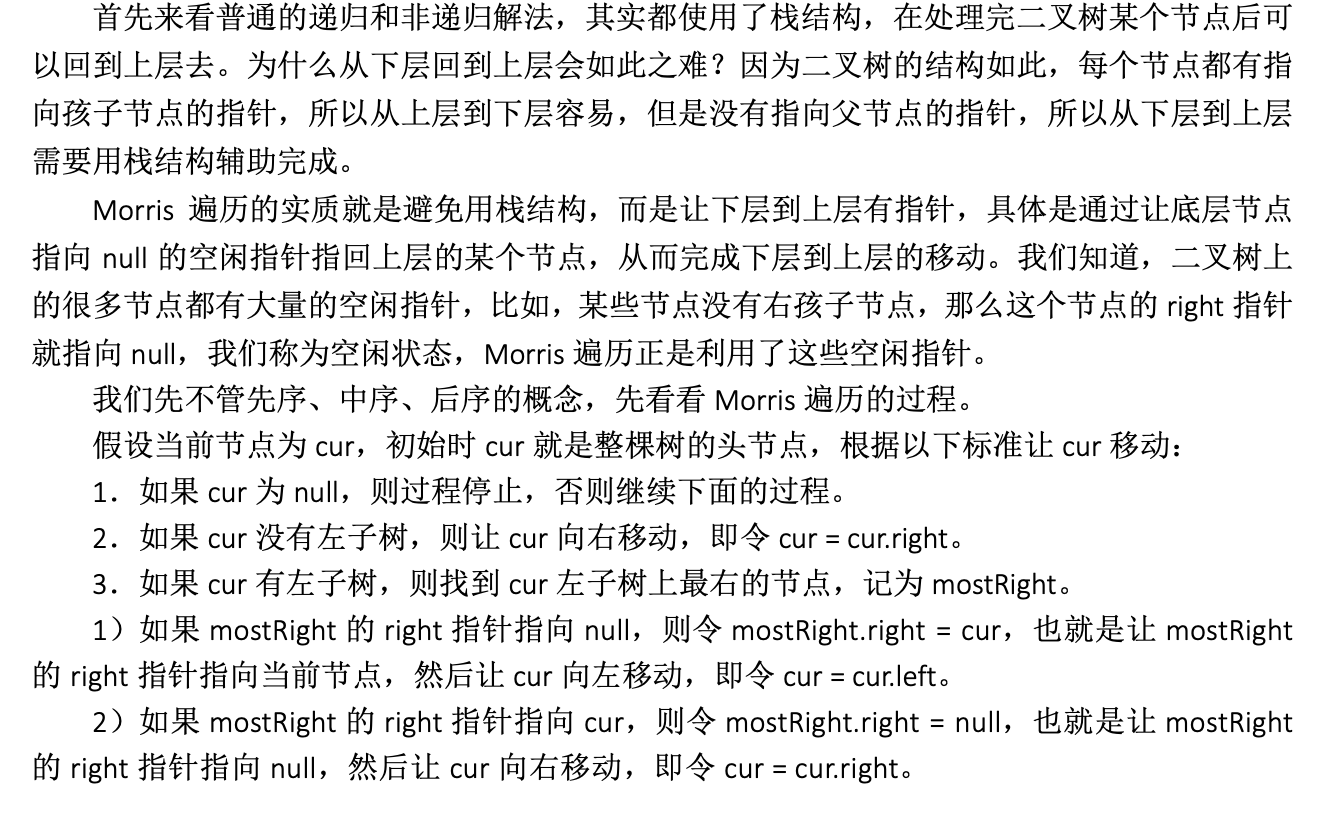 首先来看普通的递归和非递归解法，其实都使用了栈结构，在处理完二叉树某个节点后可
以回到上层去。为什么从下层回到上层会如此之难？因为二叉树的结构如此，每个节点都有指
向孩子节点的指针，所以从上层到下层容易，但是没有指向父节点的指针，所以从下层到上层
需要用栈结构辅助完成。
Morris 遍历的实质就是避免用栈结构，而是让下层到上层有指针，具体是通过让底层节点
指向 null 的空闲指针指回上层的某个节点，从而完成下层到上层的移动。我们知道，二叉树上
的很多节点都有大量的空闲指针，比如，某些节点没有右孩子节点，那么这个节点的 right 指针
就指向 null，我们称为空闲状态，Morris 遍历正是利用了这些空闲指针。
我们先不管先序、中序、后序的概念，先看看 Morris 遍历的过程。
假设当前节点为 cur，初始时 cur 就是整棵树的头节点，根据以下标准让 cur 移动：
1．如果 cur 为 null，则过程停止，否则继续下面的过程。
2．如果 cur 没有左子树，则让 cur 向右移动，即令 cur = cur.right。
3．如果 cur 有左子树，则找到 cur 左子树上最右的节点，记为 mostRight。
1）如果 mostRight 的 right 指针指向 null，则令 mostRight.right = cur，也就是让 mostRight
的 right 指针指向当前节点，然后让 cur 向左移动，即令 cur = cur.left。
2）如果 mostRight 的 right 指针指向 cur，则令 mostRight.right = null，也就是让 mostRight
的 right 指针指向 null，然后让 cur 向右移动，即令 cur = cur.right。